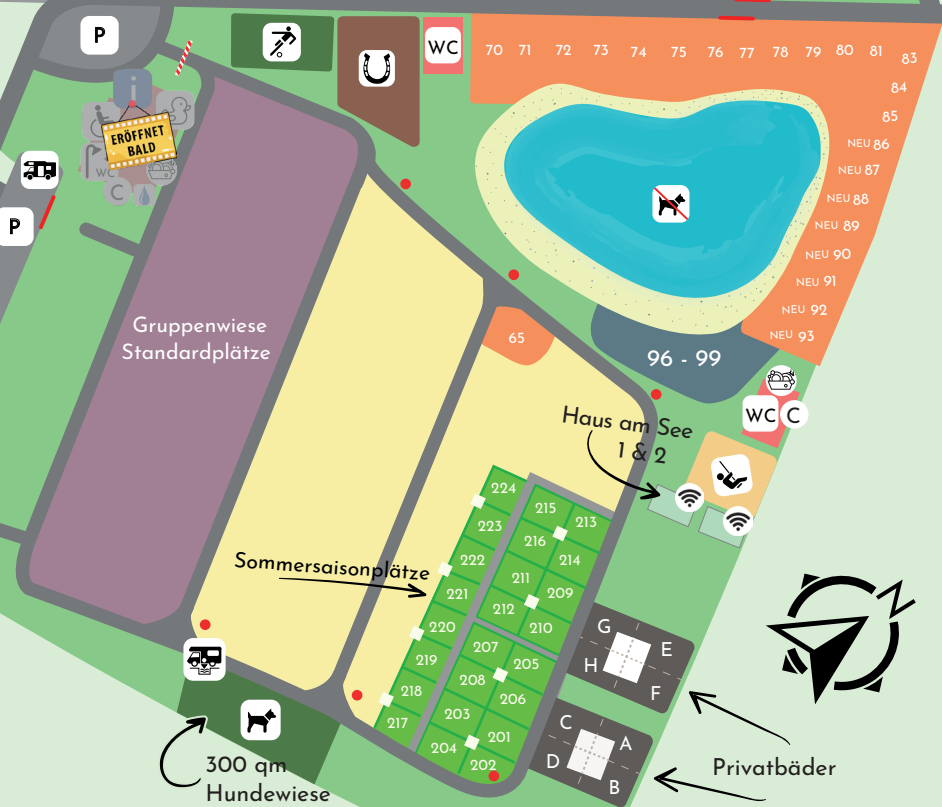 P
WC
70 71 72 73 74 75 76 77 78 79 80 81 83
84
85
NEU 86
NEU 87
NEU 88
NEU 89
NEU 90
NEU 91
NEU 92
NEU 93
i
ERÖFFNET
BALD
WC
C
P
Gruppenwiese
Standardplätze
65
96 - 99
WC C
Haus am See
1 & 2
Sommersaisonplätze
224
223
222
221
220
219
218
217
215
213
216
214
211
209
212
210
207
205
208
206
203
201
204
202
G
E
H
F
C
A
D
B
N
Privatbäder
300 qm
Hundewiese